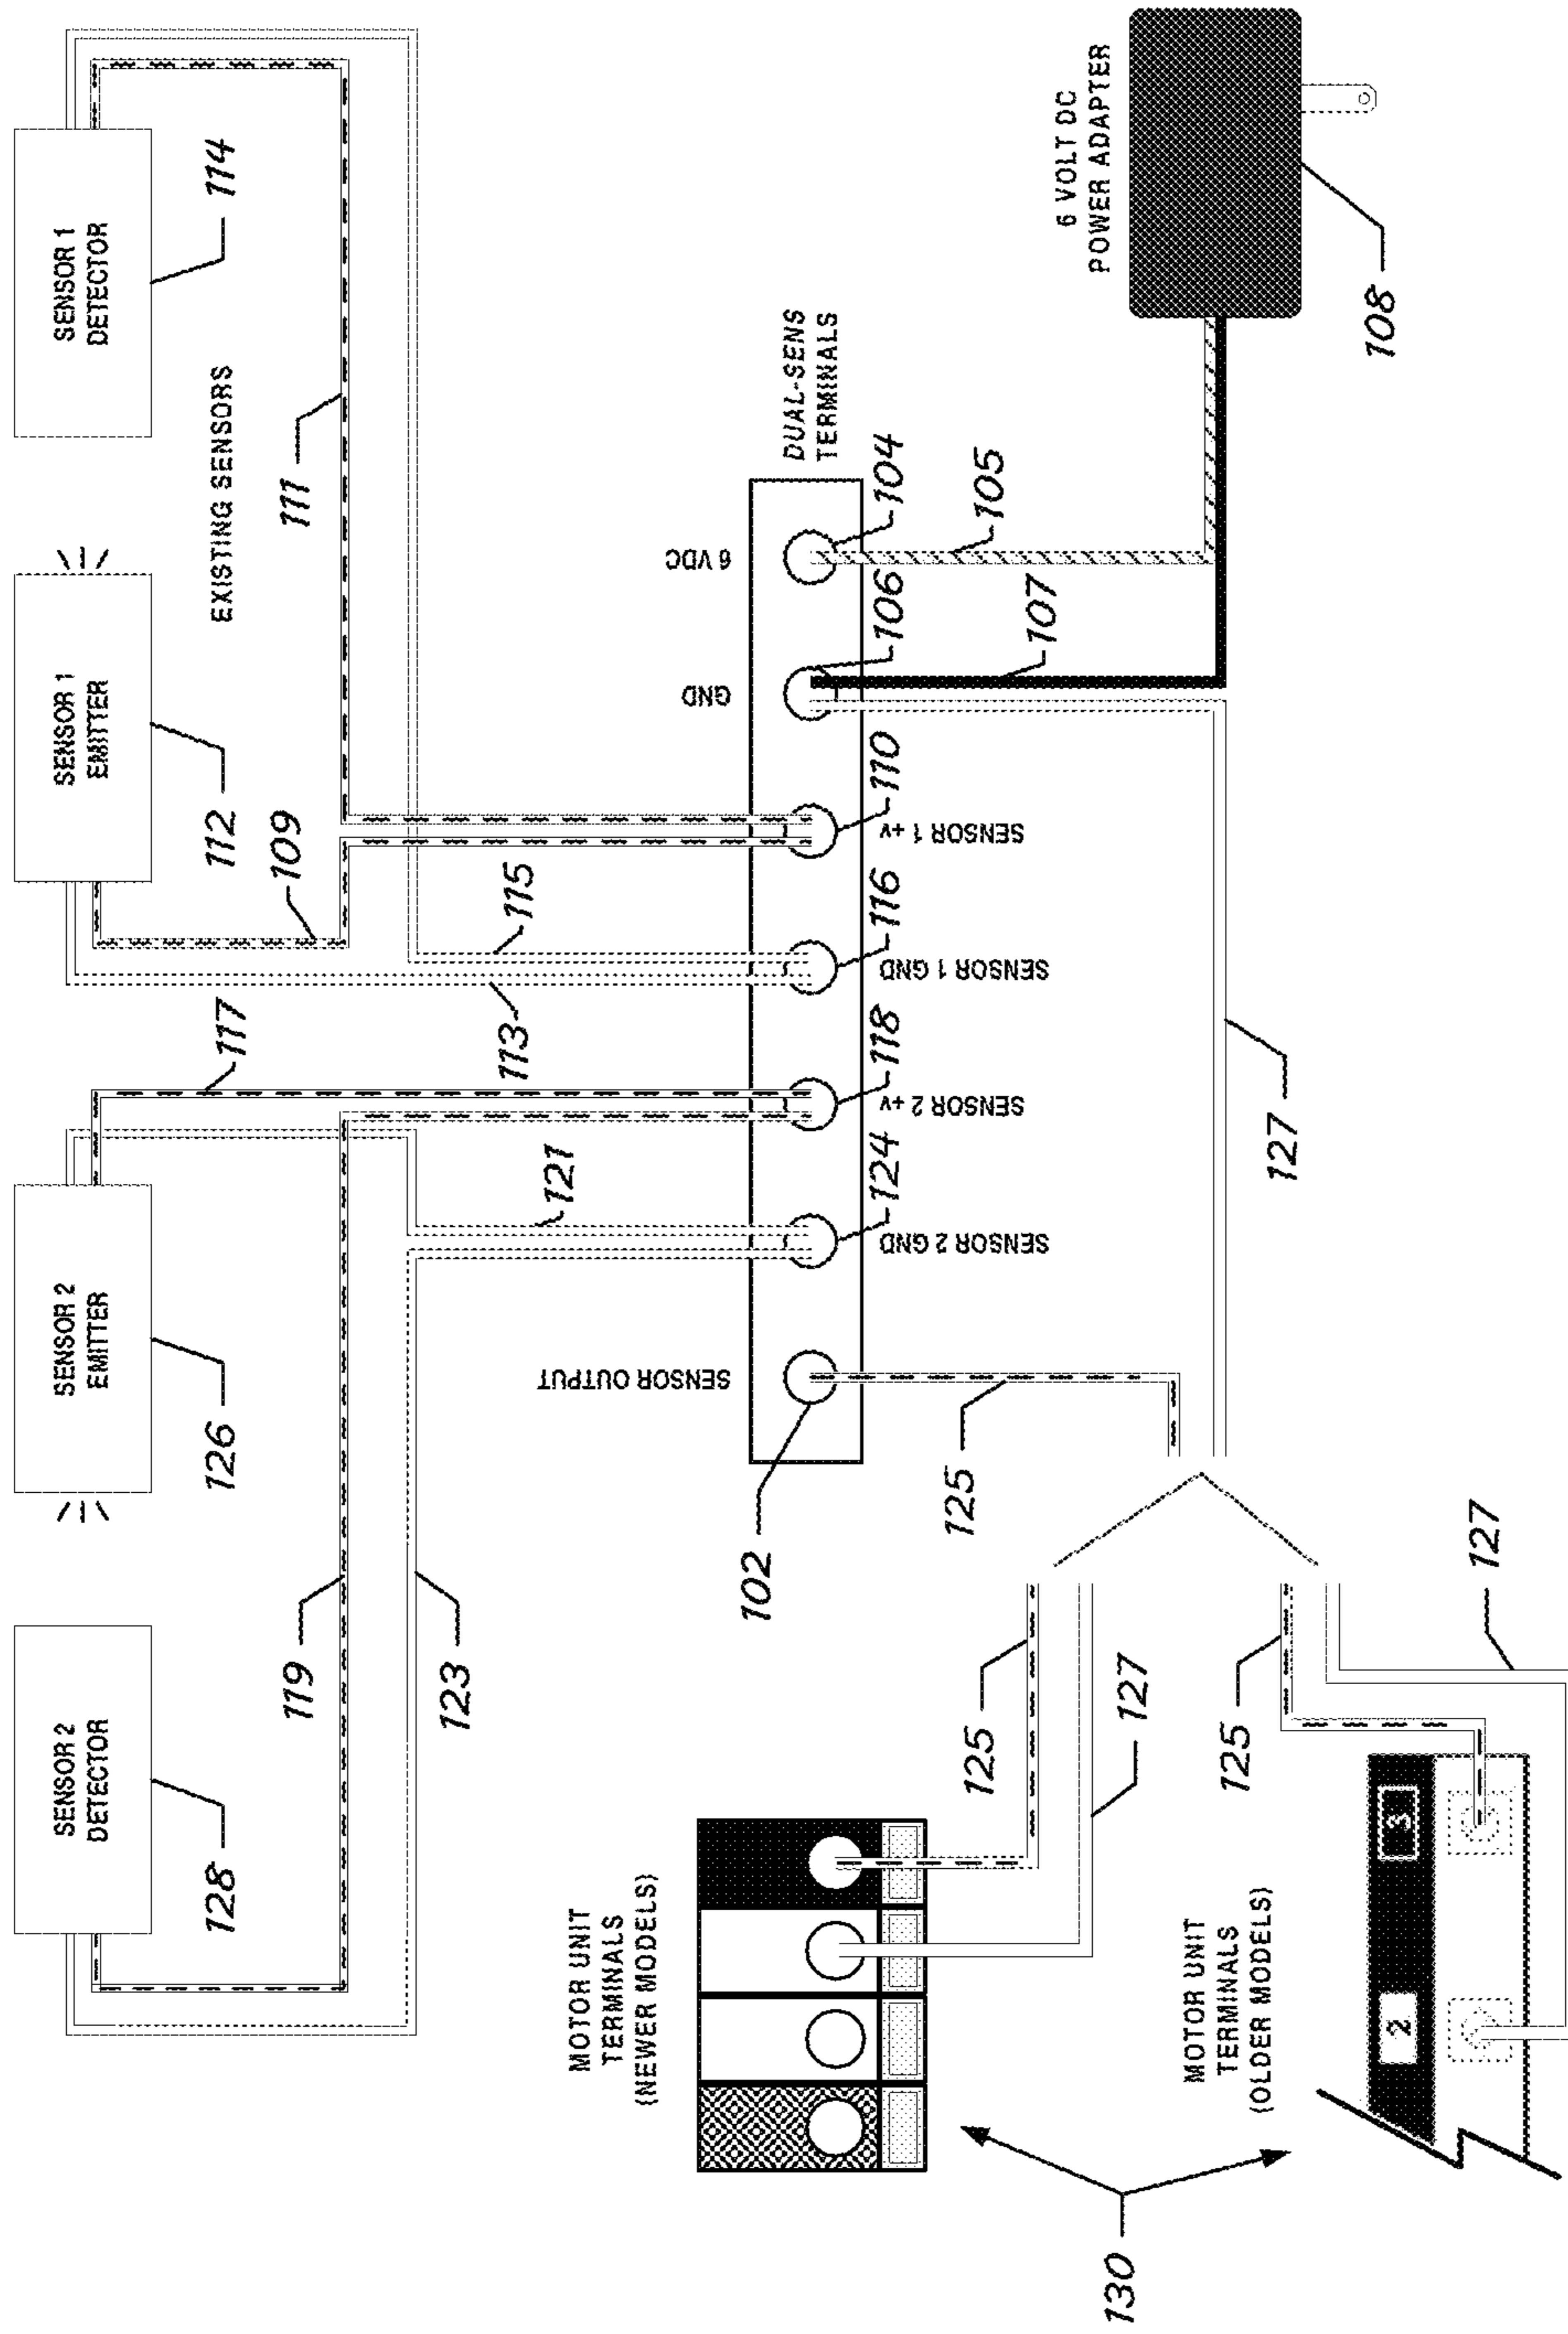 SENSOR 2
DETECTOR
128
SENSOR 2
EMITTER
126
SENSOR 1
EMITTER
112
SENSOR 1
DETECTOR
114
EXISTING SENSORS
119
123
117
121
109
113
115
111
MOTOR UNIT
TERMINALS
(NEWER MODELS)
SENSOR OUTPUT
GND
6 VDC
DUAL-SENS
TERMINALS
102
124
118
116
110
106
104
SENSOR 2 GND
SENSOR 2 +v
SENSOR 1 GND
SENSOR 1 +v
125
107
105
6 VOLT DC
POWER ADAPTER
108
125
127
127
130
MOTOR UNIT
TERMINALS
(OLDER MODELS)
125
127
2
3